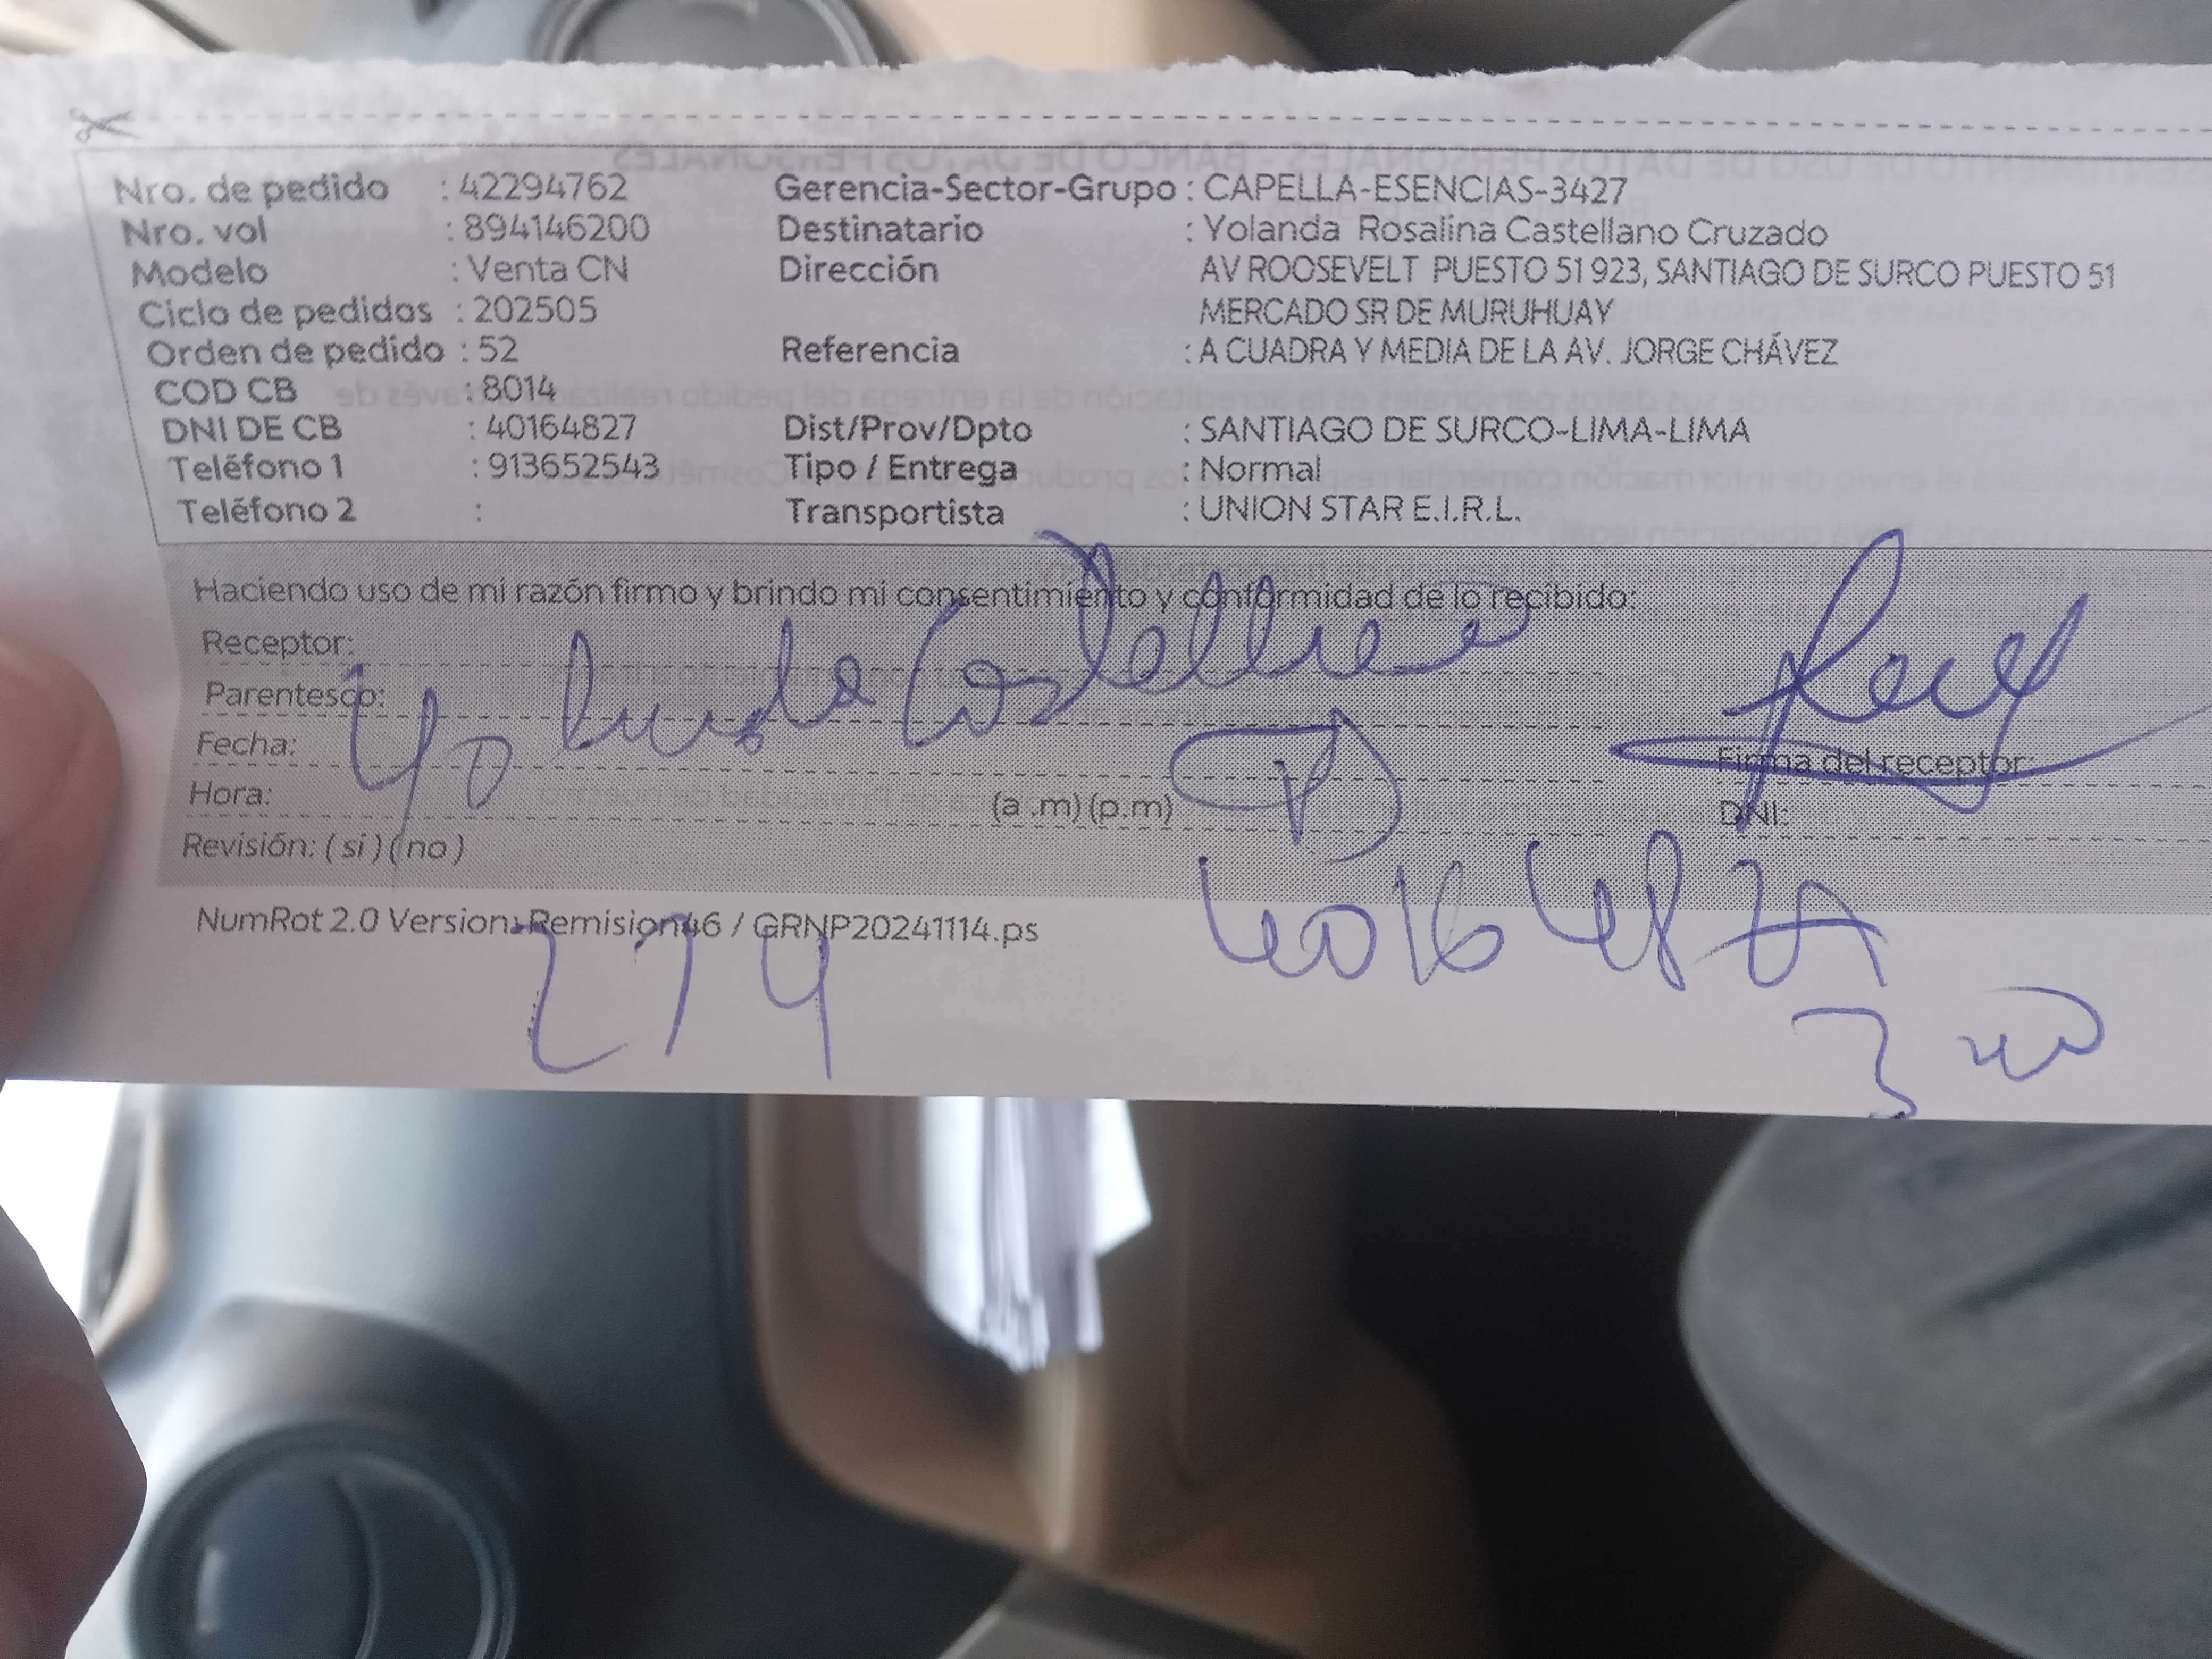 Nro. de pedido : 42294762 Gerencia-Sector-Grupo : CAPELLA-ESENCIAS-3427
Nro. vol : 894146200 Destinatario : Yolanda Rosalina Castellano Cruzado
Modelo : Venta CN Dirección AV ROOSEVELT PUESTO 51 923, SANTIAGO DE SURCO PUESTO 51
Ciclo de pedidos : 202505 MERCADO SR DE MURUHUAY
Orden de pedido : 52 Referencia : A CUADRA Y MEDIA DE LA AV. JORGE CHÁVEZ
COD CB : 8014
DNI DE CB : 40164827 Dist/Prov/Dpto : SANTIAGO DE SURCO-LIMA-LIMA
Teléfono 1 : 913652543 Tipo / Entrega : Normal
Teléfono 2 : Transportista : UNION STAR E.I.R.L.
Haciendo uso de mi razón firmo y brindo mi consentimiento y conformidad de lo recibido:
Receptor:
Parentesco:
Yolanda Castellano
Fecha: Firma del receptor:
Hora: (a .m) (p.m) DNI:
Revisión: ( si ) ( no )
40164827
NumRot 2.0 Version: Remision46 / GRNP20241114.ps
274